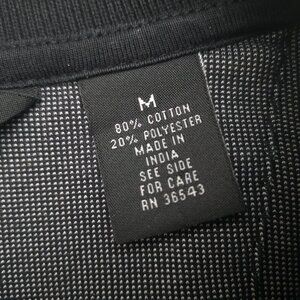 M
80% COTTON
20% POLYESTER
MADE IN
INDIA
SEE SIDE
FOR CARE
RN 36543